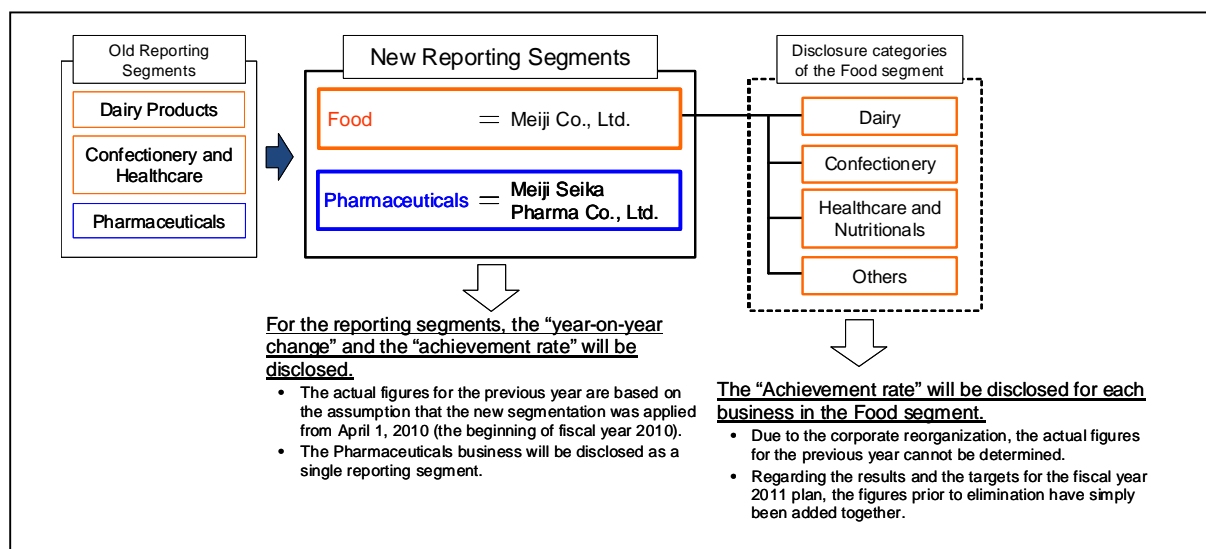 Old Reporting
Segments
Dairy Products
Confectionery and
Healthcare
Pharmaceuticals
New Reporting Segments
Food = Meiji Co., Ltd.
Pharmaceuticals = Meiji Seika
Pharma Co., Ltd.
Disclosure categories
of the Food segment
Dairy
Confectionery
Healthcare and
Nutritionals
Others
For the reporting segments, the “year-on-year
change” and the “achievement rate” will be
disclosed.
• The actual figures for the previous year are based on
the assumption that the new segmentation was applied
from April 1, 2010 (the beginning of fiscal year 2010).
• The Pharmaceuticals business will be disclosed as a
single reporting segment.
The “Achievement rate” will be disclosed for each
business in the Food segment.
• Due to the corporate reorganization, the actual figures
for the previous year cannot be determined.
• Regarding the results and the targets for the fiscal year
2011 plan, the figures prior to elimination have simply
been added together.